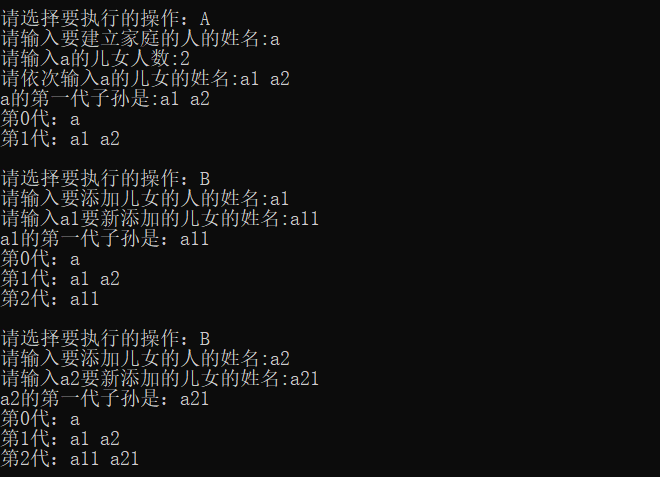 请选择要执行的操作：A
请输入要建立家庭的人的姓名:a
请输入a的儿女人数:2
请依次输入a的儿女的姓名:a1 a2
a的第一代子孙是:a1 a2
第0代：a
第1代：a1 a2
请选择要执行的操作：B
请输入要添加儿女的人的姓名:a1
请输入a1要新添加的儿女的姓名:a11
a1的第一代子孙是：a11
第0代：a
第1代：a1 a2
第2代：a11
请选择要执行的操作：B
请输入要添加儿女的人的姓名:a2
请输入a2要新添加的儿女的姓名:a21
a2的第一代子孙是：a21
第0代：a
第1代：a1 a2
第2代：a11 a21